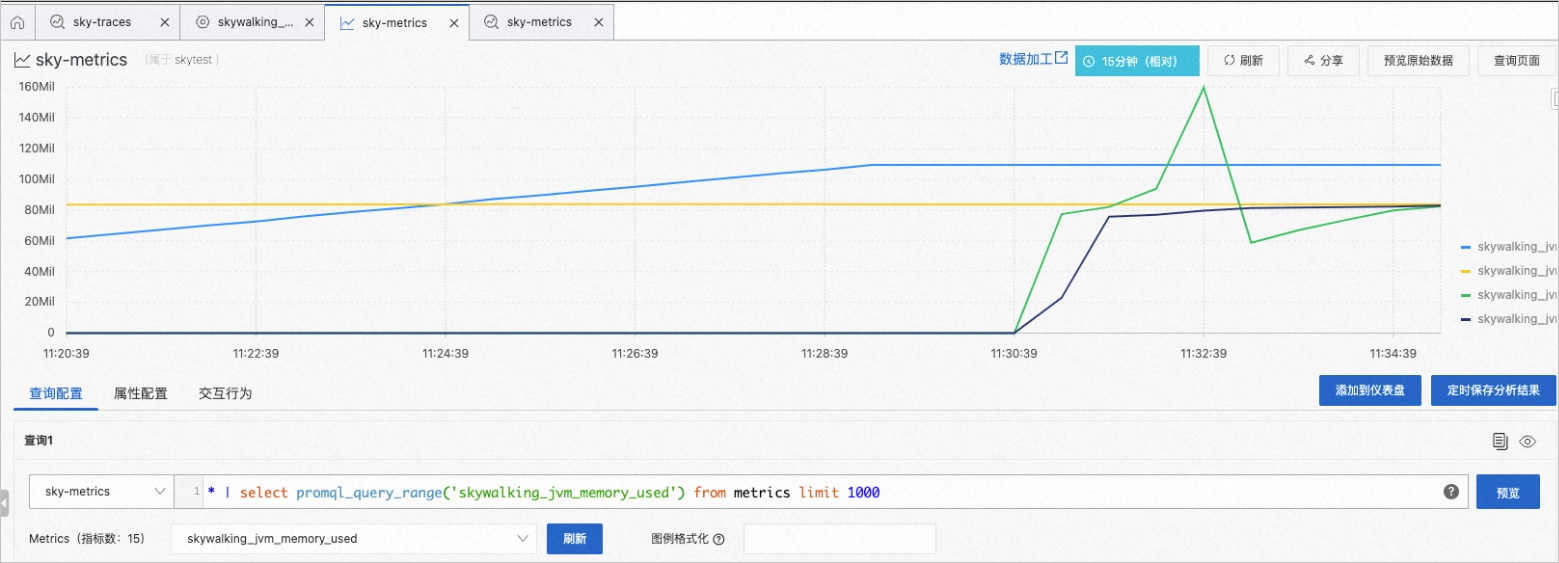 sky-traces
skywalking_...
sky-metrics
sky-metrics
sky-metrics (属于 skytest )
数据加工
15分钟（相对）
刷新
分享
预览原始数据
查询页面
160Mil
140Mil
120Mil
100Mil
80Mil
60Mil
40Mil
20Mil
0
11:20:39
11:22:39
11:24:39
11:26:39
11:28:39
11:30:39
11:32:39
11:34:39
skywalking_jv
skywalking_jv
skywalking_jv
skywalking_jv
查询配置
属性配置
交互行为
添加到仪表盘
定时保存分析结果
查询1
sky-metrics
1 * | select promql_query_range('skywalking_jvm_memory_used') from metrics limit 1000
预览
Metrics（指标数：15）
skywalking_jvm_memory_used
刷新
图例格式化